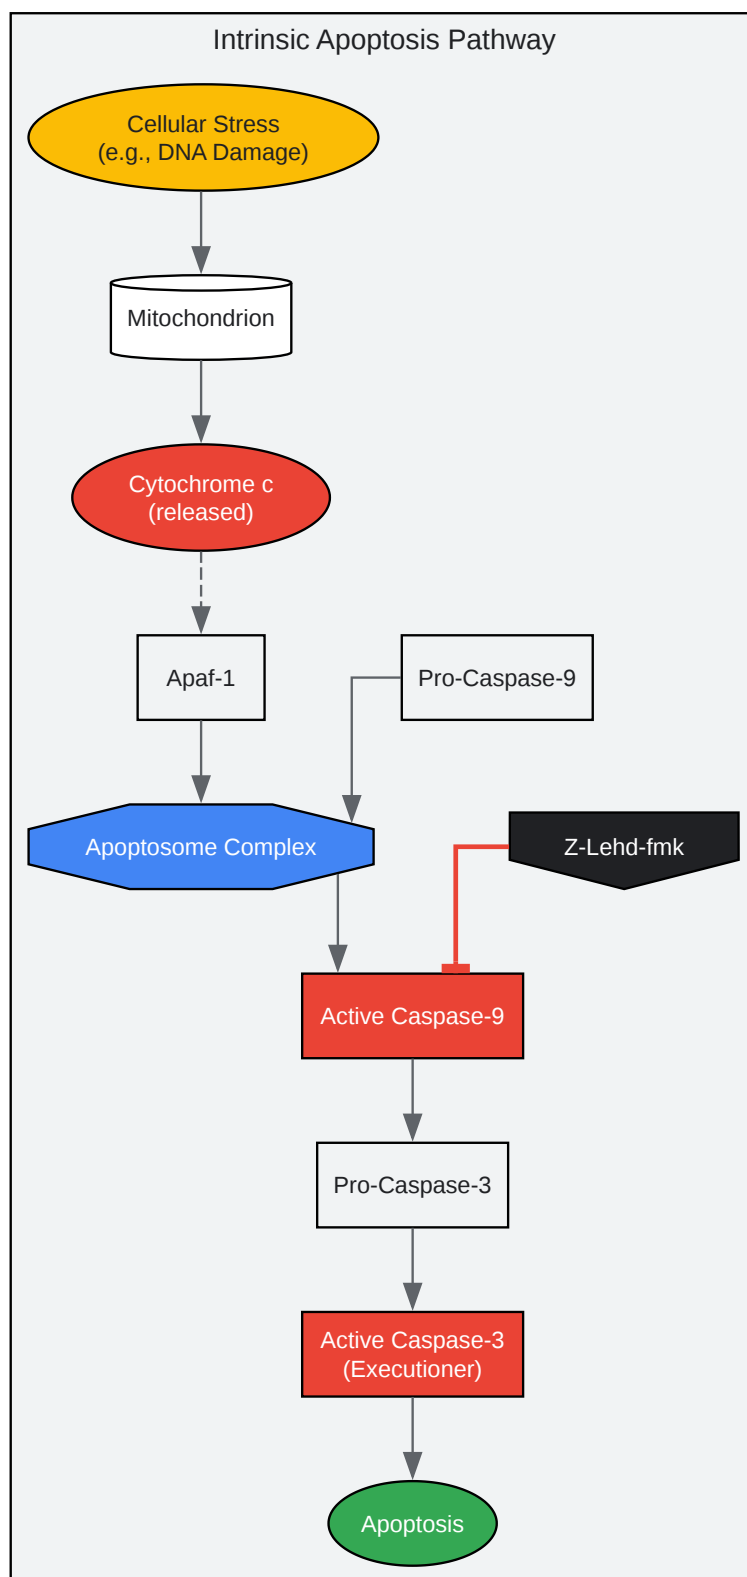 Intrinsic Apoptosis Pathway
Cellular Stress
(e.g., DNA Damage)
Mitochondrion
Cytochrome c
(released)
Apaf-1
Pro-Caspase-9
Apoptosome Complex
Z-Lehd-fmk
Active Caspase-9
Pro-Caspase-3
Active Caspase-3
(Executioner)
Apoptosis